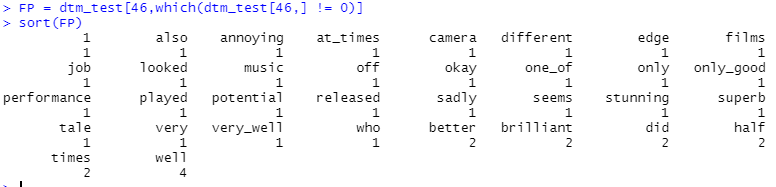 > FP = dtm_test[46,which(dtm_test[46,] != 0)]
> sort(FP)
1 also annoying at_times camera different edge films
1 1 1 1 1 1 1 1
job looked music off okay one_of only only_good
1 1 1 1 1 1 1 1
performance played potential released sadly seems stunning superb
1 1 1 1 1 1 1 1
tale very very_well who better brilliant did half
1 1 1 1 2 2 2 2
times well
2 4
>